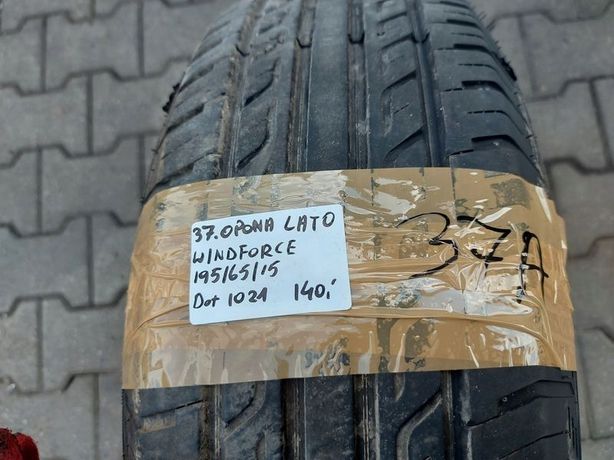 37. OPONA LATO
WINDFORCE
195/65/15
Dot 1021 140,-
37A